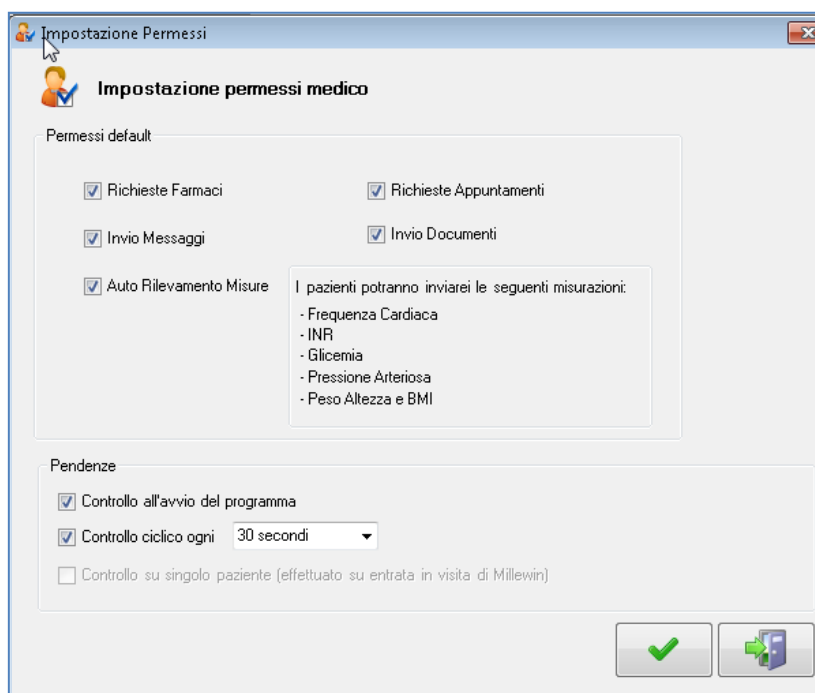 Impostazione Permessi
Impostazione permessi medico
Permessi default
Richieste Farmaci
Richieste Appuntamenti
Invio Messaggi
Invio Documenti
Auto Rilevamento Misure
I pazienti potranno inviarei le seguenti misurazioni:
- Frequenza Cardiaca
- INR
- Glicemia
- Pressione Arteriosa
- Peso Altezza e BMI
Pendenze
Controllo all'avvio del programma
Controllo ciclico ogni 30 secondi
Controllo su singolo paziente (effettuato su entrata in visita di Millewin)